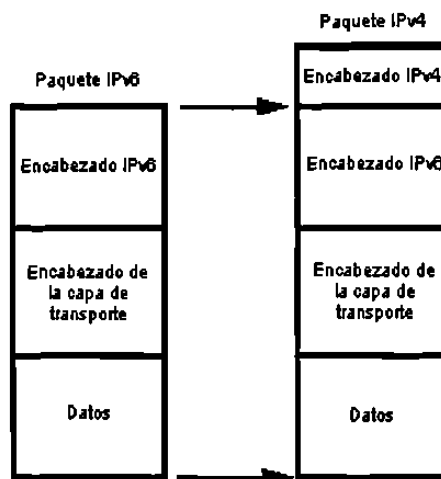 Paquete IPv6
Encabezado IPv6
Encabezado de
la capa de
transporte
Datos
Paquete IPv4
Encabezado IPv4
Encabezado IPv6
Encabezado de
la capa de
transporte
Datos